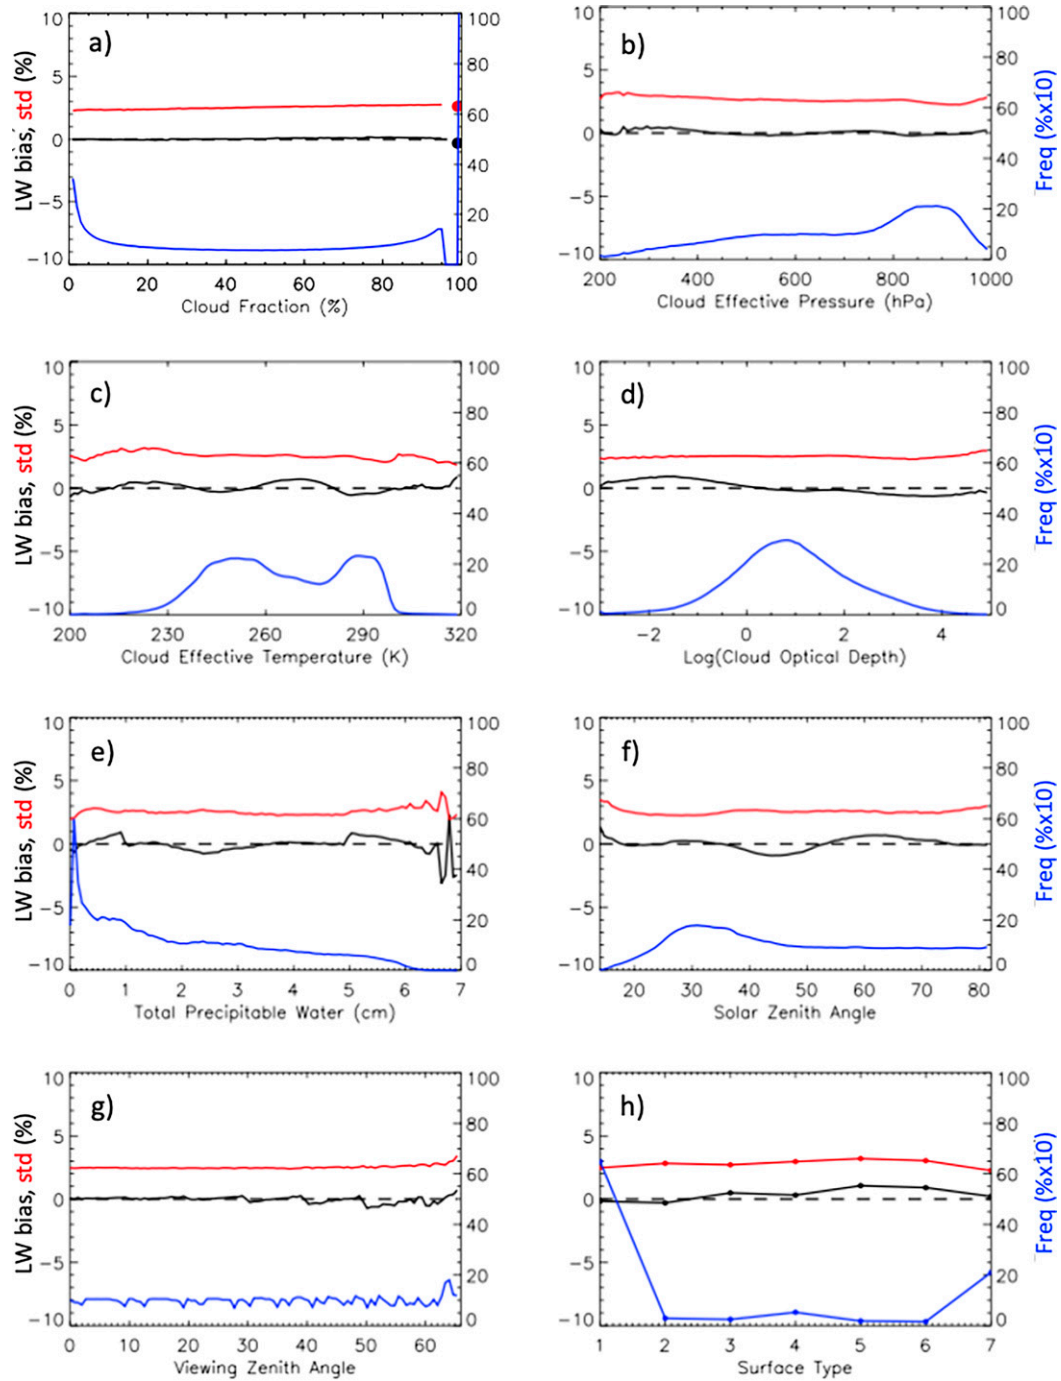 10 100
a)
5 80
LW bias, std (%)
60
0
40
-5
20
-10 0
0 20 40 60 80 100
Cloud Fraction (%)
10 100
b)
5 80
60
0
40
-5
20
-10 0
Freq (%x10)
200 400 600 800 1000
Cloud Effective Pressure (hPa)
10 100
c)
80
5
LW bias, std (%)
60
0
40
-5
20
-10 0
200 230 260 290 320
Cloud Effective Temperature (K)
10 100
d)
80
5
60
0
40
-5
20
-10 0
Freq (%x10)
-2 0 2 4
Log(Cloud Optical Depth)
10 100
e)
80
5
LW bias, std (%)
60
0
40
-5
20
-10 0
0 1 2 3 4 5 6 7
Total Precipitable Water (cm)
10 100
f)
80
5
60
0
40
-5
20
-10 0
Freq (%x10)
20 30 40 50 60 70 80
Solar Zenith Angle
10 100
g)
80
5
LW bias, std (%)
60
0
40
-5
20
-10 0
0 10 20 30 40 50 60
Viewing Zenith Angle
10 100
h)
80
5
60
0
40
-5
20
-10 0
Freq (%x10)
1 2 3 4 5 6 7
Surface Type